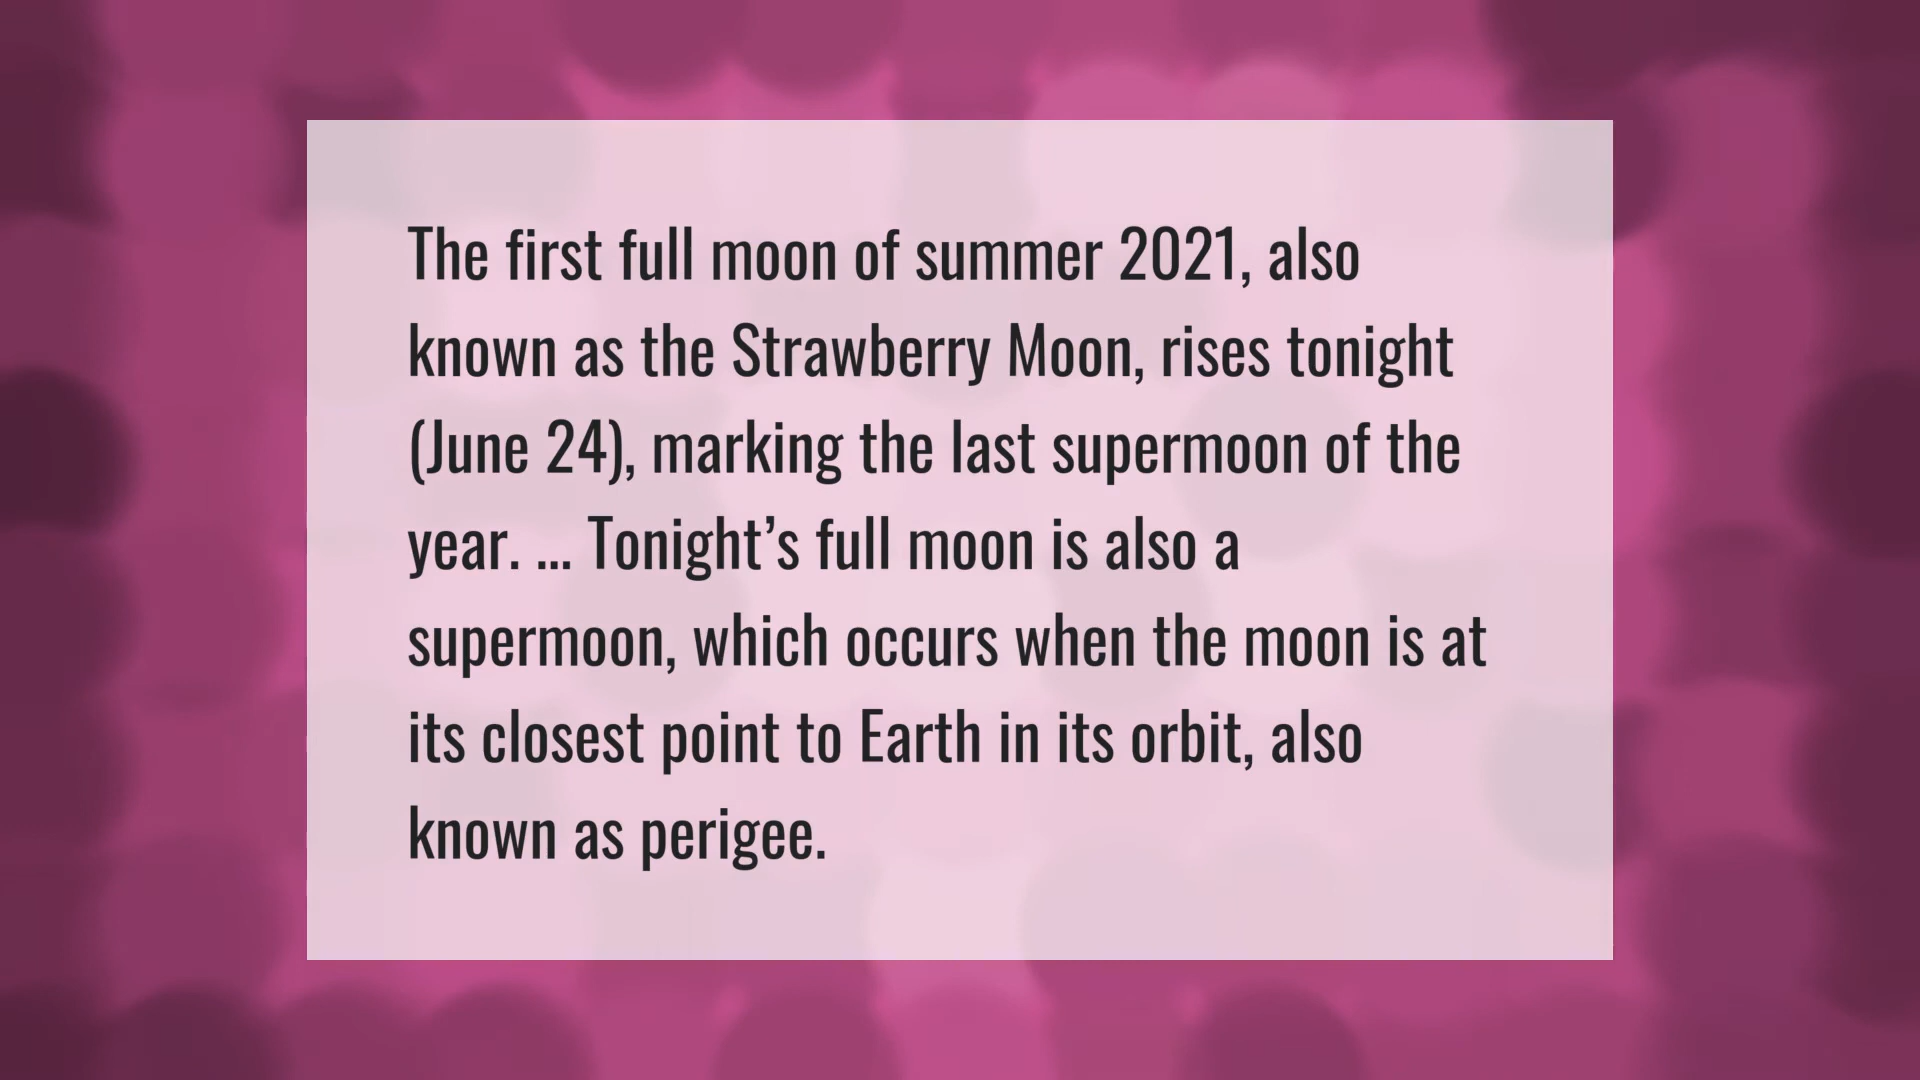 The first full moon of summer 2021, also
known as the Strawberry Moon, rises tonight
(June 24), marking the last supermoon of the
year. ... Tonight’s full moon is also a
supermoon, which occurs when the moon is at
its closest point to Earth in its orbit, also
known as perigee.